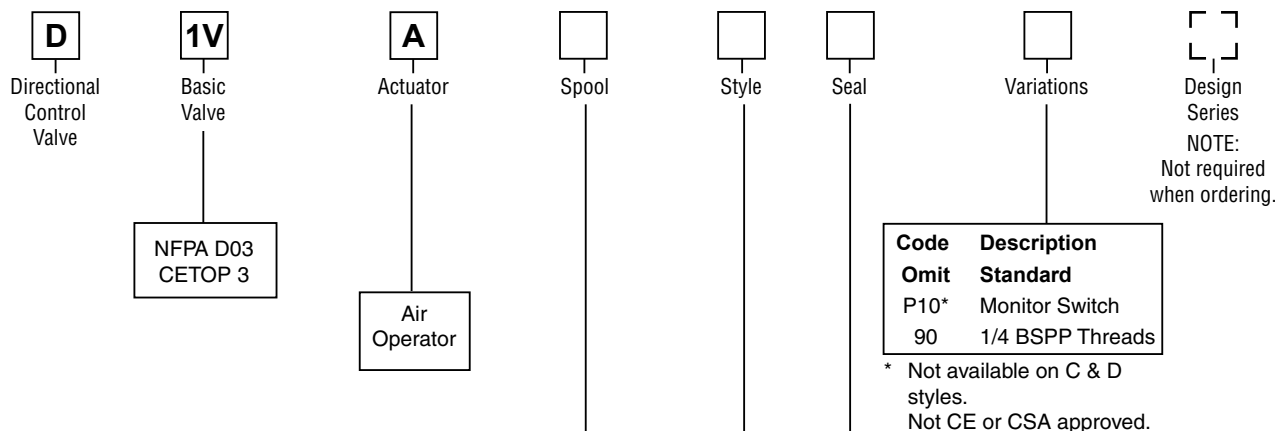 D 1V A
Directional Control Valve
Basic Valve
Actuator
Spool
Style
Seal
Variations
Design Series
NOTE:
Not required
when ordering.
NFPA D03
CETOP 3
Air
Operator
Code Description
Omit Standard
P10* Monitor Switch
90 1/4 BSPP Threads
* Not available on C & D
styles.
Not CE or CSA approved.